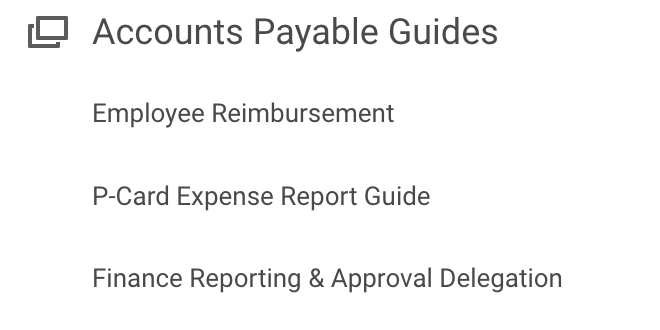 Accounts Payable Guides
Employee Reimbursement
P-Card Expense Report Guide
Finance Reporting & Approval Delegation